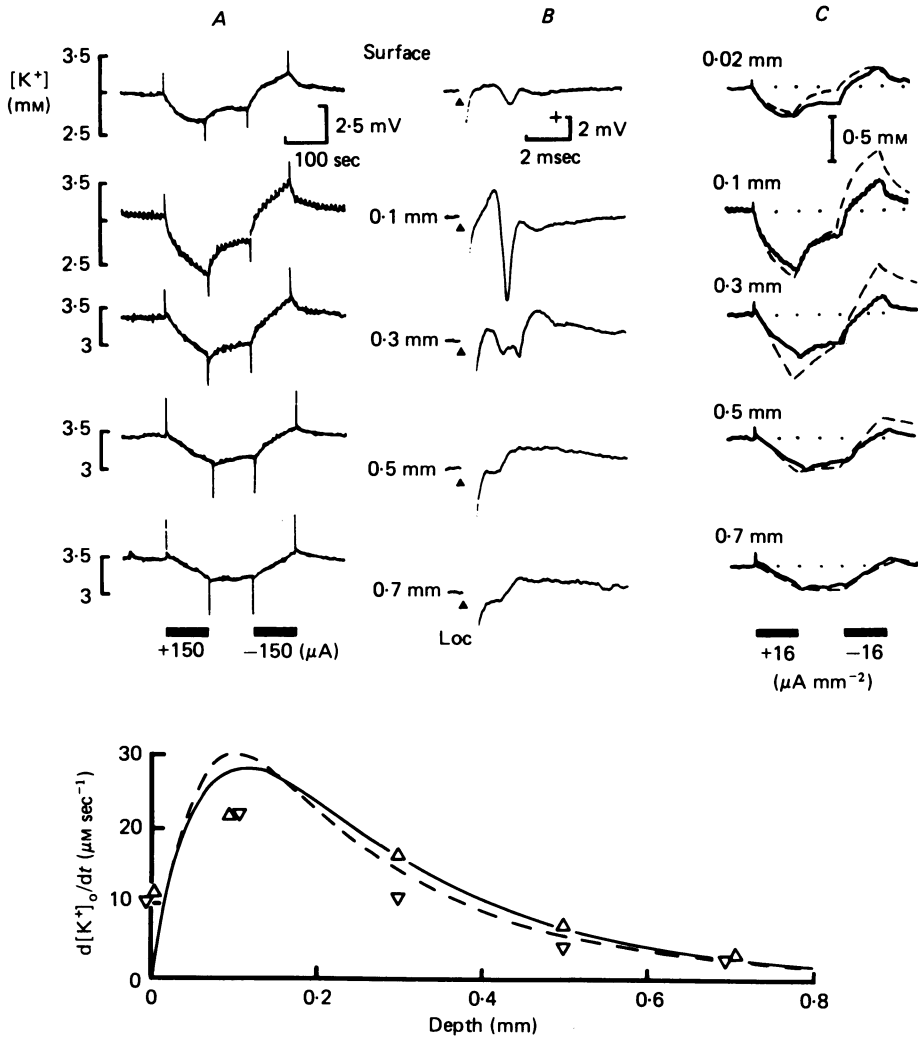 A
B
C
[K⁺]
(mM)
3·5
2·5
2·5 mV
100 sec
Surface
+
2 mV
2 msec
0·02 mm
0·5 mM
3·5
2·5
0·1 mm
0·1 mm
3·5
3
0·3 mm
0·3 mm
3·5
3
0·5 mm
0·5 mm
3·5
3
0·7 mm
0·7 mm
Loc
+150
−150 (μA)
+16
−16
(μA mm⁻²)
d[K⁺]ₒ/dt (μM sec⁻¹)
30
20
10
0
0
0·2
0·4
0·6
0.8
Depth (mm)